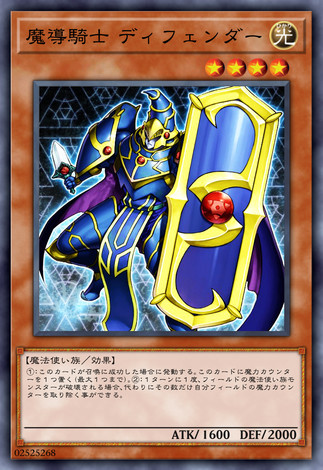 魔導騎士 ディフェンダー
光
【魔法使い族／効果】
①：このカードが召喚に成功した場合に発動する。このカードに魔力カウンタ
ーを１つ置く（最大１つまで）。②：１ターンに１度、フィールドの魔法使い族モ
ンスターが破壊される場合、代わりにその数だけ自分フィールドの魔力カウン
ターを取り除く事ができる。
ATK/ 1600 DEF/2000
02525268